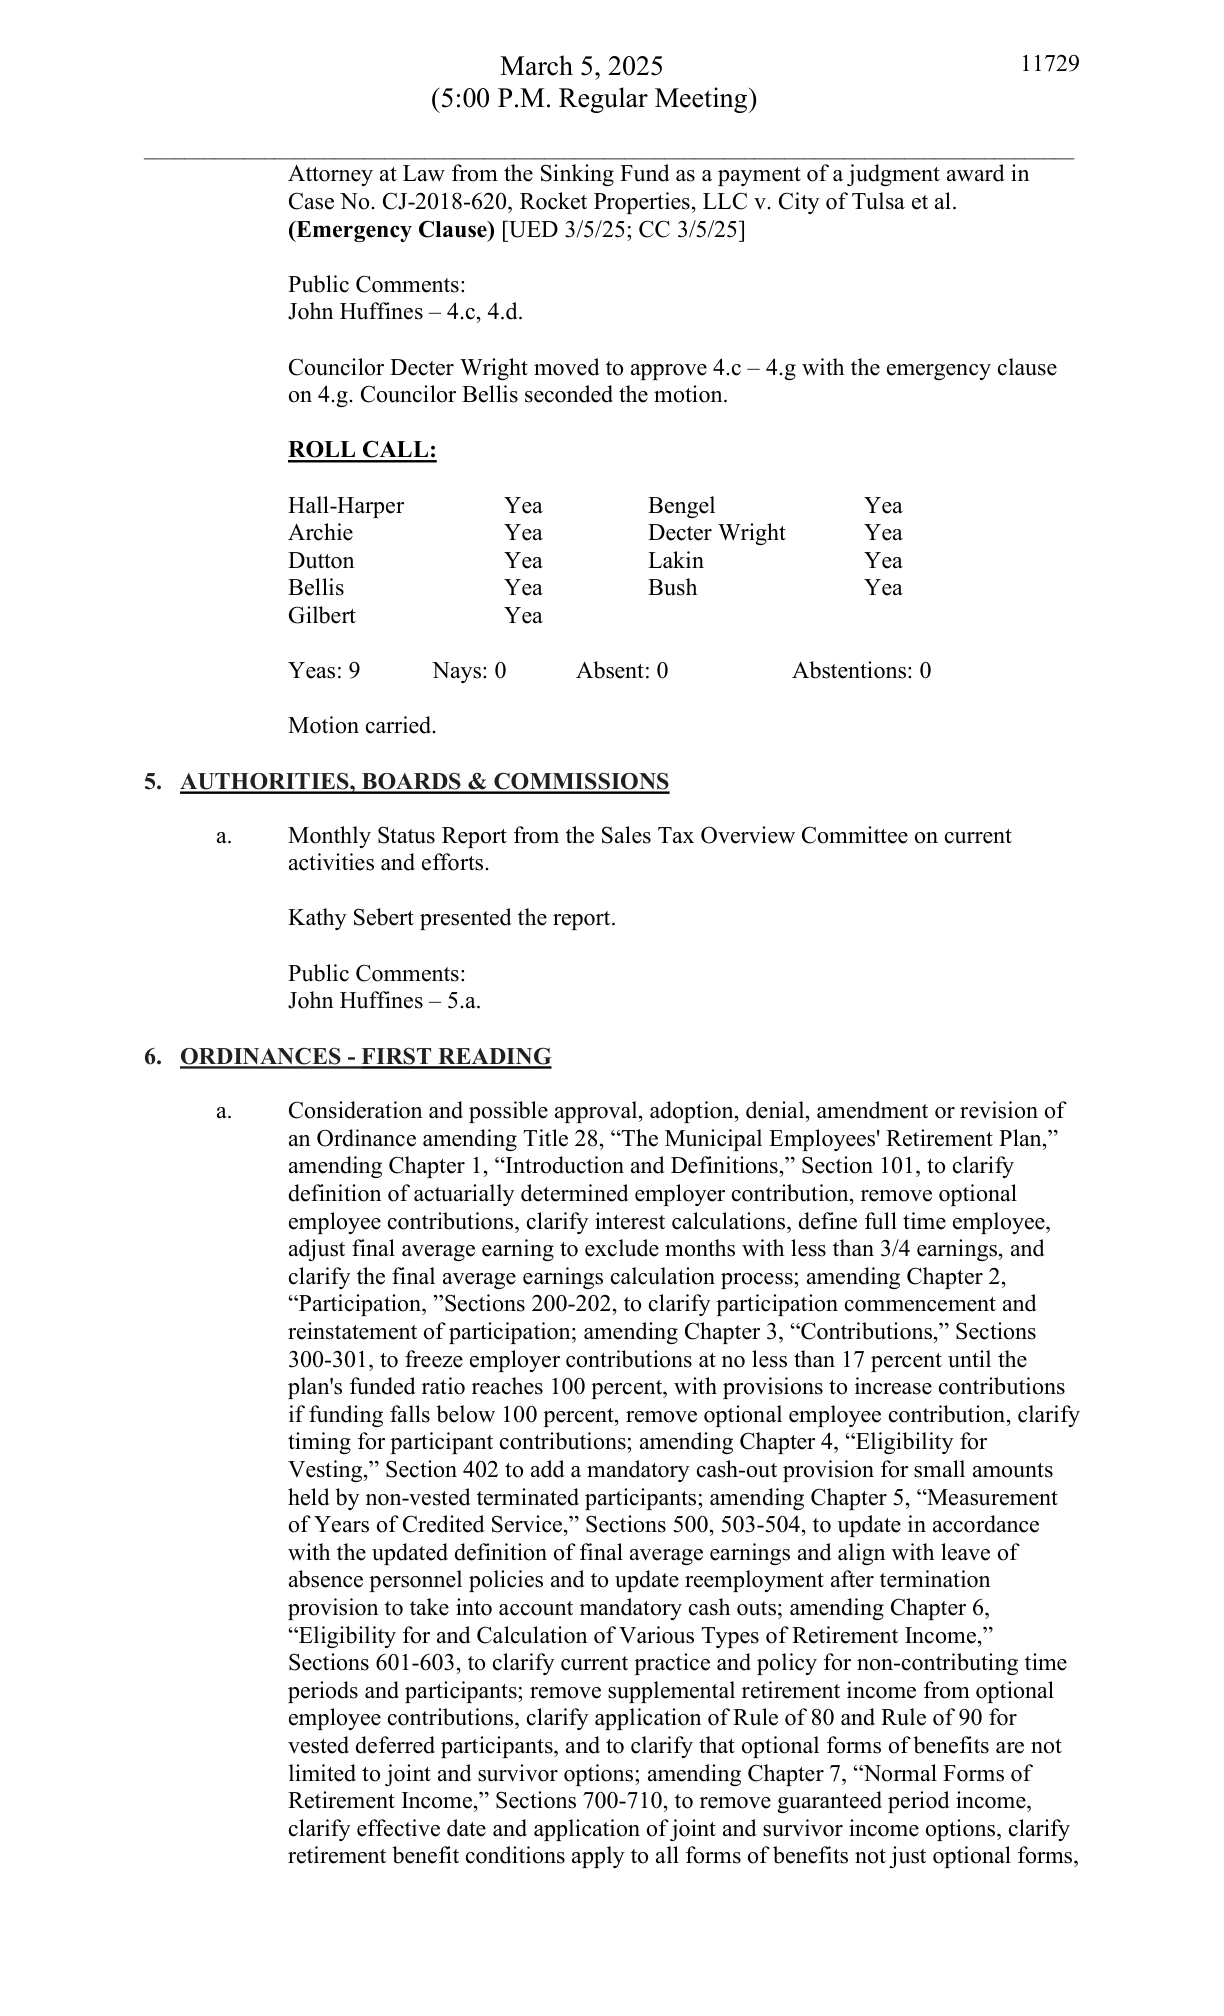 March 5, 2025
11729
(5:00 P.M. Regular Meeting)
Attorney at Law from the Sinking Fund as a payment of a judgment award in
Case No. CJ-2018-620, Rocket Properties, LLC v. City of Tulsa et al.
(Emergency Clause) [UED 3/5/25; CC 3/5/25]
Public Comments:
John Huffines – 4.c, 4.d.
Councilor Decter Wright moved to approve 4.c – 4.g with the emergency clause
on 4.g. Councilor Bellis seconded the motion.
ROLL CALL:
Hall-Harper Yea Bengel Yea
Archie Yea Decter Wright Yea
Dutton Yea Lakin Yea
Bellis Yea Bush Yea
Gilbert Yea
Yeas: 9 Nays: 0 Absent: 0 Abstentions: 0
Motion carried.
5. AUTHORITIES, BOARDS & COMMISSIONS
a. Monthly Status Report from the Sales Tax Overview Committee on current
activities and efforts.
Kathy Sebert presented the report.
Public Comments:
John Huffines – 5.a.
6. ORDINANCES - FIRST READING
a. Consideration and possible approval, adoption, denial, amendment or revision of
an Ordinance amending Title 28, “The Municipal Employees' Retirement Plan,”
amending Chapter 1, “Introduction and Definitions,” Section 101, to clarify
definition of actuarially determined employer contribution, remove optional
employee contributions, clarify interest calculations, define full time employee,
adjust final average earning to exclude months with less than 3/4 earnings, and
clarify the final average earnings calculation process; amending Chapter 2,
“Participation, ”Sections 200-202, to clarify participation commencement and
reinstatement of participation; amending Chapter 3, “Contributions,” Sections
300-301, to freeze employer contributions at no less than 17 percent until the
plan's funded ratio reaches 100 percent, with provisions to increase contributions
if funding falls below 100 percent, remove optional employee contribution, clarify
timing for participant contributions; amending Chapter 4, “Eligibility for
Vesting,” Section 402 to add a mandatory cash-out provision for small amounts
held by non-vested terminated participants; amending Chapter 5, “Measurement
of Years of Credited Service,” Sections 500, 503-504, to update in accordance
with the updated definition of final average earnings and align with leave of
absence personnel policies and to update reemployment after termination
provision to take into account mandatory cash outs; amending Chapter 6,
“Eligibility for and Calculation of Various Types of Retirement Income,”
Sections 601-603, to clarify current practice and policy for non-contributing time
periods and participants; remove supplemental retirement income from optional
employee contributions, clarify application of Rule of 80 and Rule of 90 for
vested deferred participants, and to clarify that optional forms of benefits are not
limited to joint and survivor options; amending Chapter 7, “Normal Forms of
Retirement Income,” Sections 700-710, to remove guaranteed period income,
clarify effective date and application of joint and survivor income options, clarify
retirement benefit conditions apply to all forms of benefits not just optional forms,